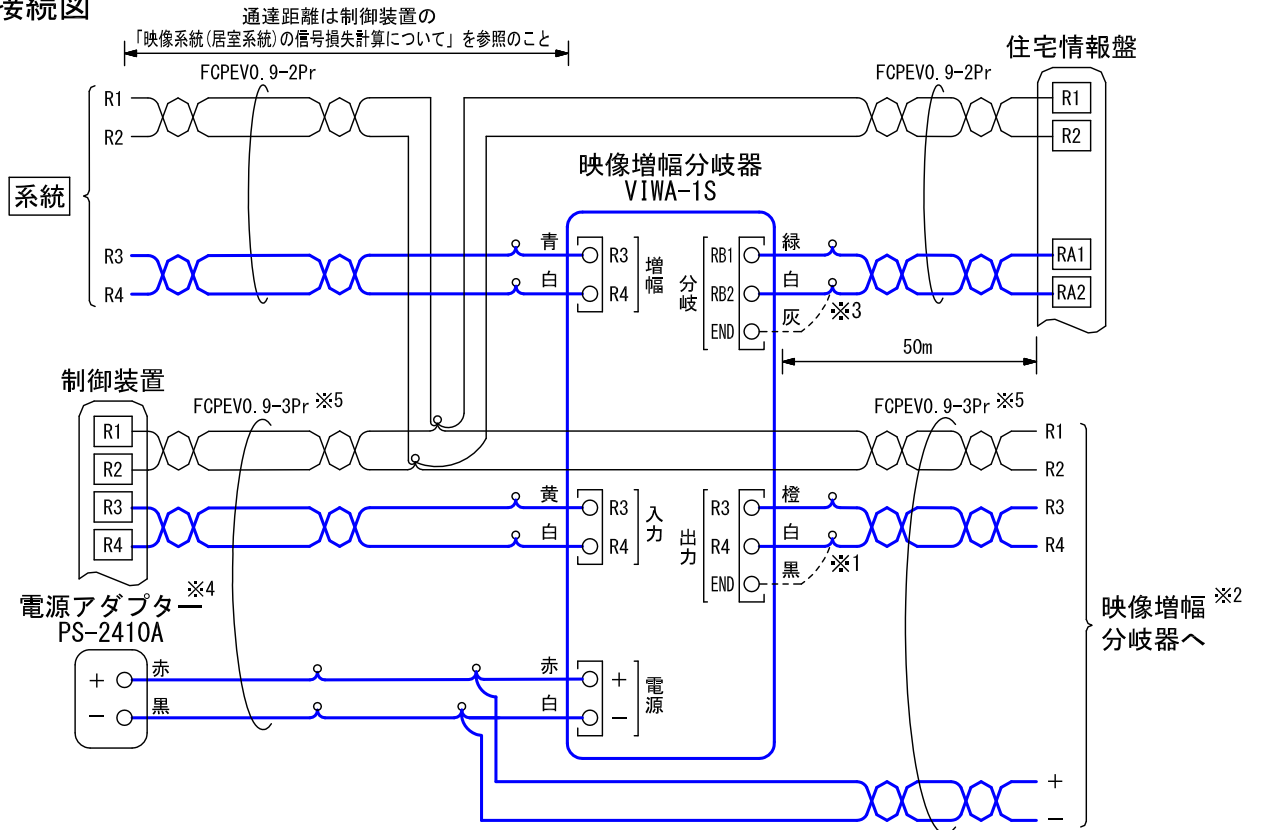 接続図
通達距離は制御装置の
「映像系統(居室系統)の信号損失計算について」を参照のこと
FCPEV0.9-2Pr
R1
R2
系統
R3
R4
青
白
映像増幅分岐器
VIWA-1S
R3
R4
増幅
分岐
RB1
RB2
END
緑
白
灰
※3
FCPEV0.9-2Pr
住宅情報盤
R1
R2
RA1
RA2
50m
制御装置
R1
R2
R3
R4
FCPEV0.9-3Pr ※5
黄
白
R3
R4
入力
出力
R3
R4
END
橙
白
黒
※1
FCPEV0.9-3Pr ※5
R1
R2
R3
R4
映像増幅 ※2
分岐器へ
電源アダプター ※4
PS-2410A
+
−
赤
黒
赤
白
+
−
電源
+
−